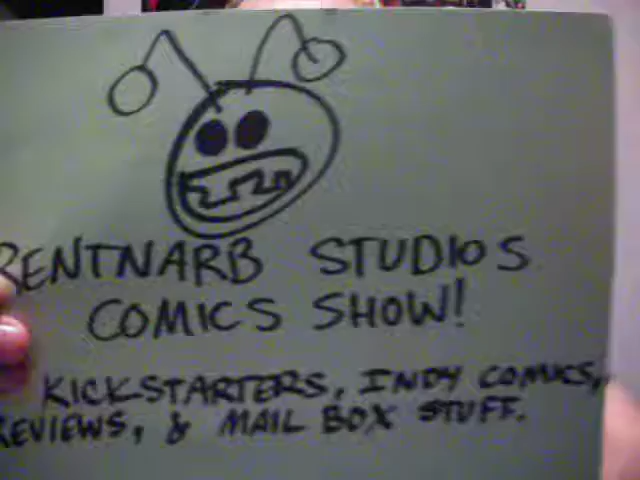 RENTNARB STUDIOS
COMICS SHOW!
KICKSTARTERS, INDY COMICS,
REVIEWS, & MAIL BOX STUFF.